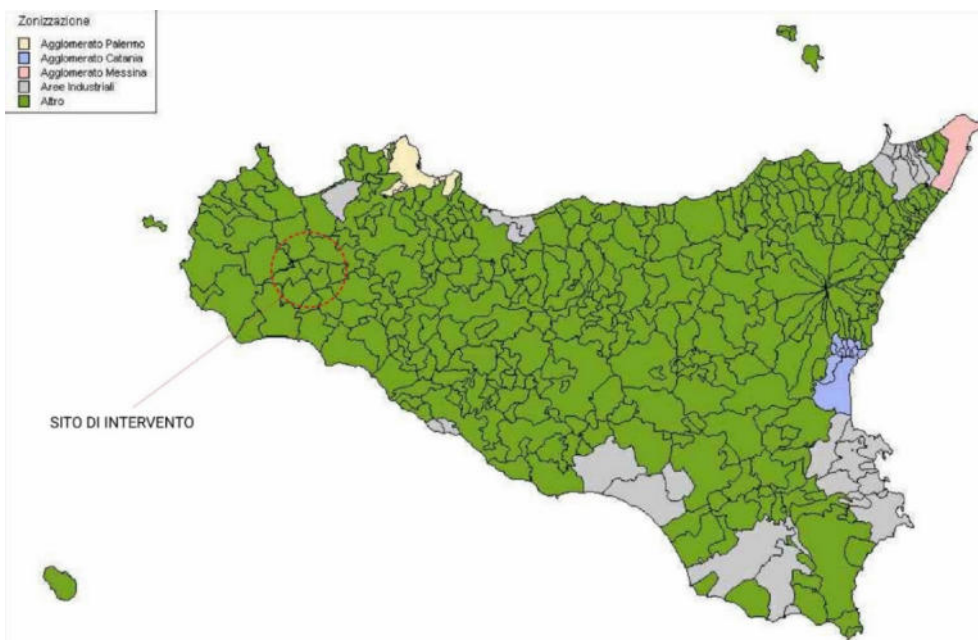 Zonizzazione
Agglomerato Palermo
Agglomerato Catania
Agglomerato Messina
Aree Industriali
Altro
SITO DI INTERVENTO